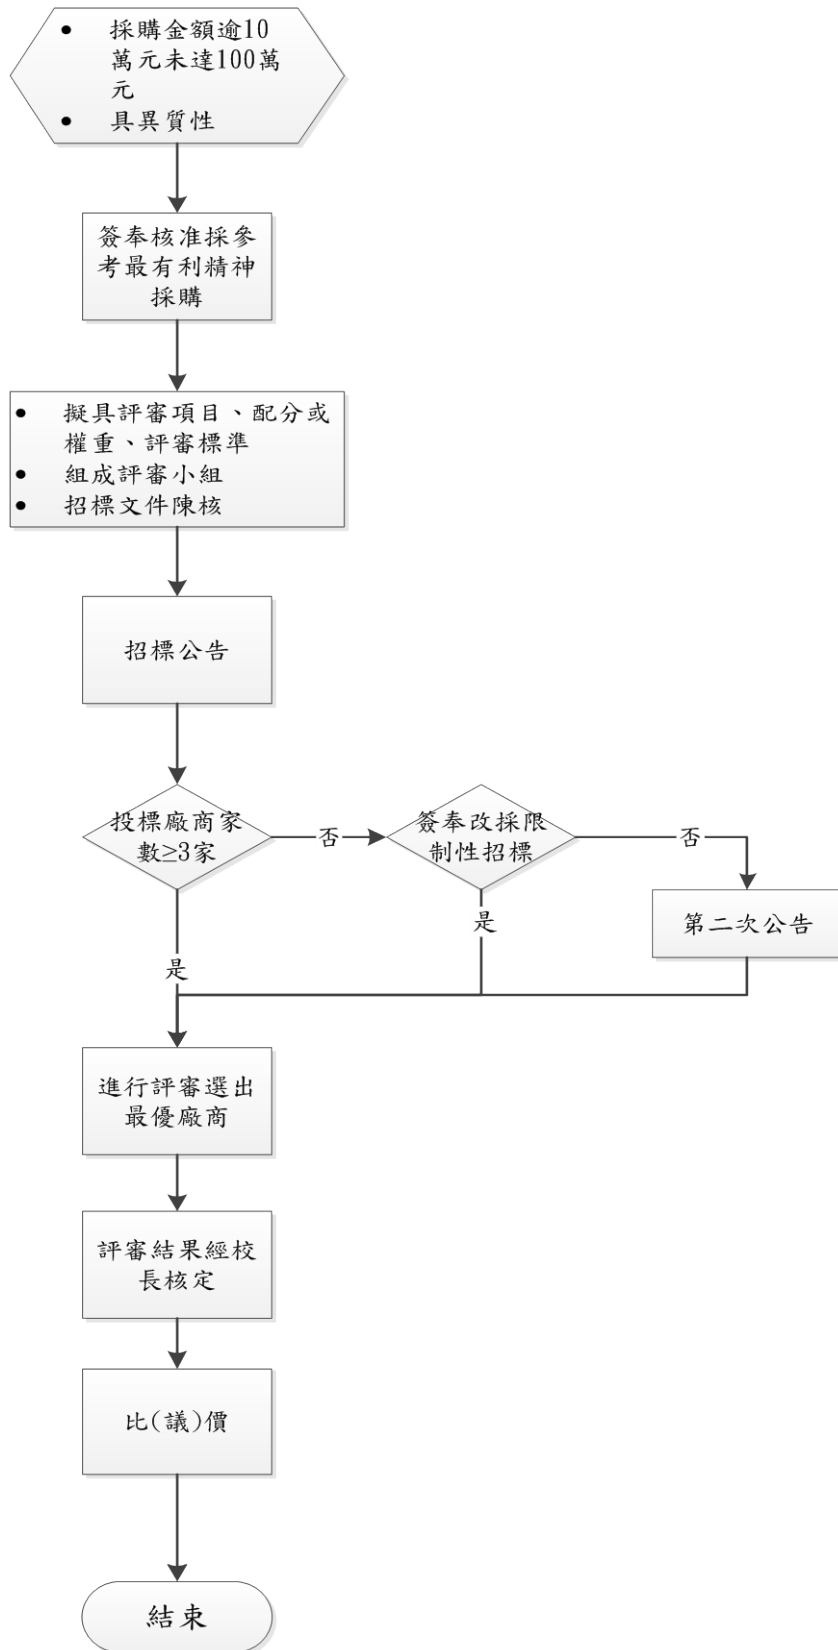 • 採購金額逾10
萬元未達100萬
元
• 具異質性
簽奉核准採參
考最有利精神
採購
• 擬具評審項目、配分或
權重、評審標準
• 組成評審小組
• 招標文件陳核
招標公告
投標廠商家
數≥3家
否
簽奉改採限
制性招標
否
第二次公告
是
是
進行評審選出
最優廠商
評審結果經校
長核定
比(議)價
結束